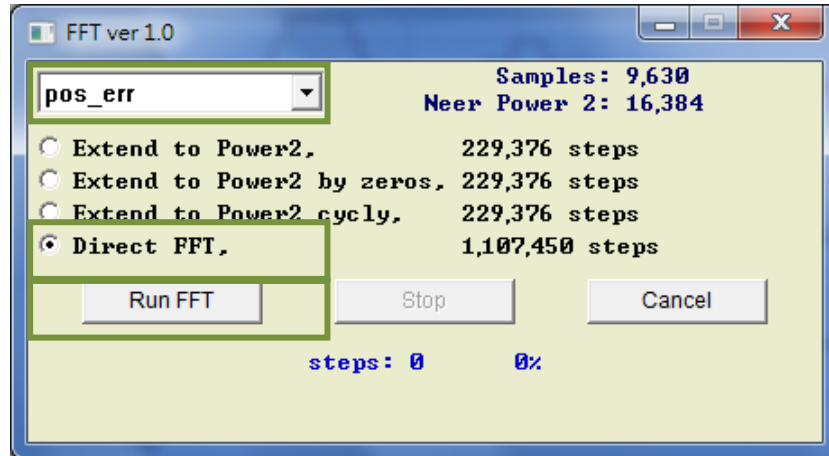 FFT ver 1.0
pos_err
Samples: 9,630
Neer Power 2: 16,384
Extend to Power2, 229,376 steps
Extend to Power2 by zeros, 229,376 steps
Extend to Power2 cycly, 229,376 steps
Direct FFT, 1,107,450 steps
Run FFT Stop Cancel
steps: 0 0%